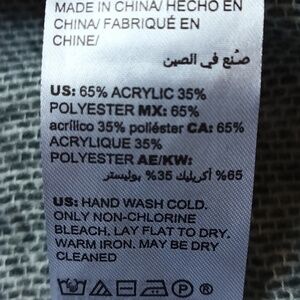 MADE IN CHINA/ HECHO EN
CHINA/ FABRIQUÉ EN
CHINE/
صنع في الصين
US: 65% ACRYLIC 35%
POLYESTER MX: 65%
acrílico 35% poliéster CA: 65%
ACRYLIQUE 35%
POLYESTER AE/KW:
65% أكريليك 35% بوليستر
US: HAND WASH COLD.
ONLY NON-CHLORINE
BLEACH. LAY FLAT TO DRY.
WARM IRON. MAY BE DRY
CLEANED